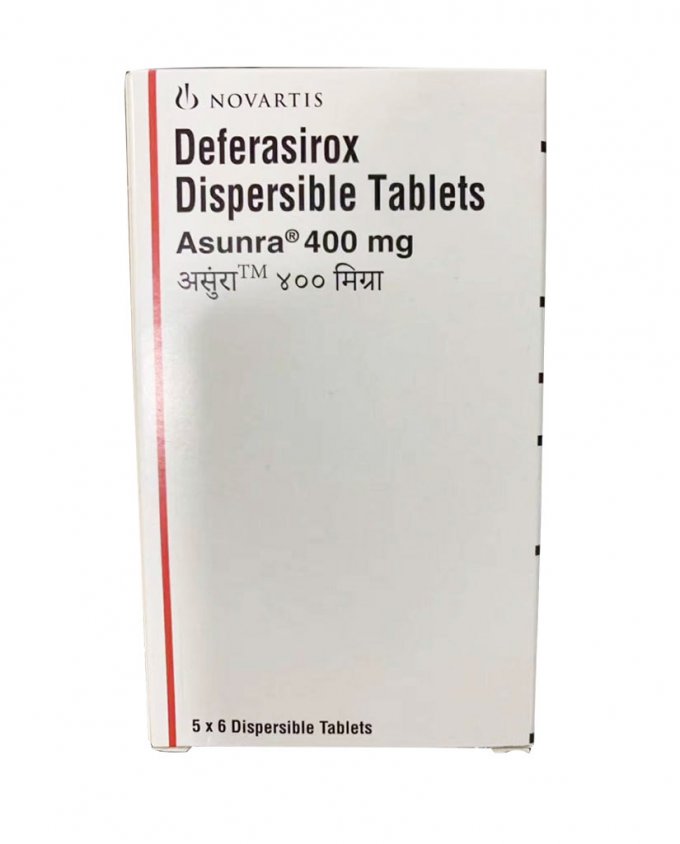 NOVARTIS
Deferasirox
Dispersible Tablets
Asunra® 400 mg
असुंरा™ ४०० मिग्रा
5 x 6 Dispersible Tablets